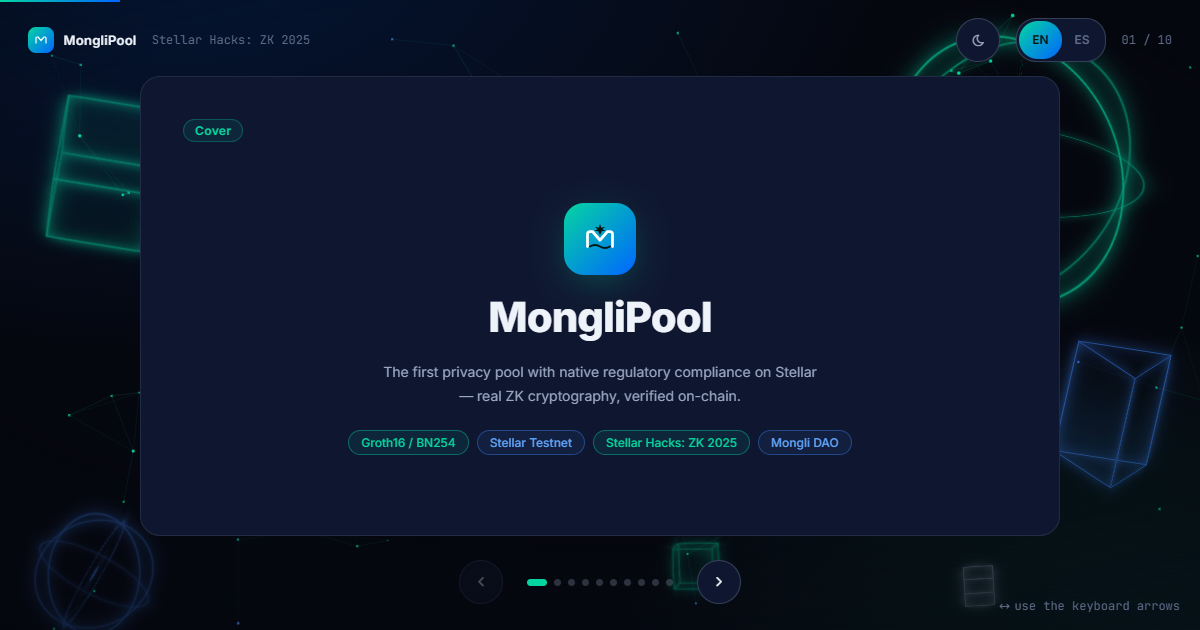 MongliPool
Stellar Hacks: ZK 2025
EN
ES
01 / 10
Cover
MongliPool
The first privacy pool with native regulatory compliance on Stellar
— real ZK cryptography, verified on-chain.
Groth16 / BN254
Stellar Testnet
Stellar Hacks: ZK 2025
Mongli DAO
↔ use the keyboard arrows